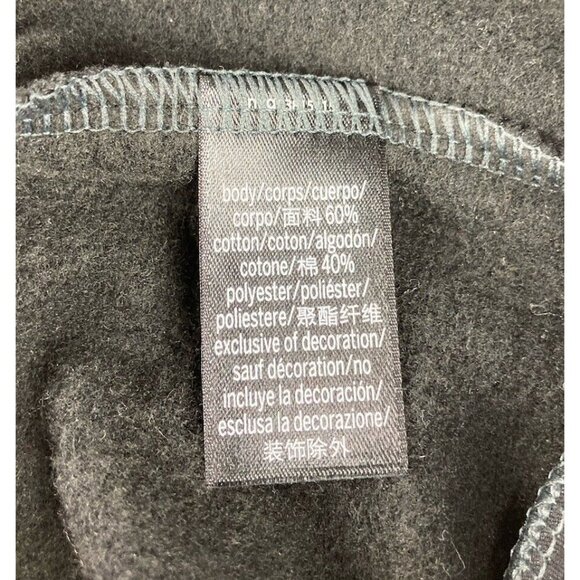 body/corps/cuerpo/
corpo/面料 60%
cotton/coton/algodón/
cotone/棉 40%
polyester/poliéster/
poliestere/聚酯纤维
exclusive of decoration/
sauf décoration/ no
incluye la decoración/
esclusa la decorazione/
装饰除外